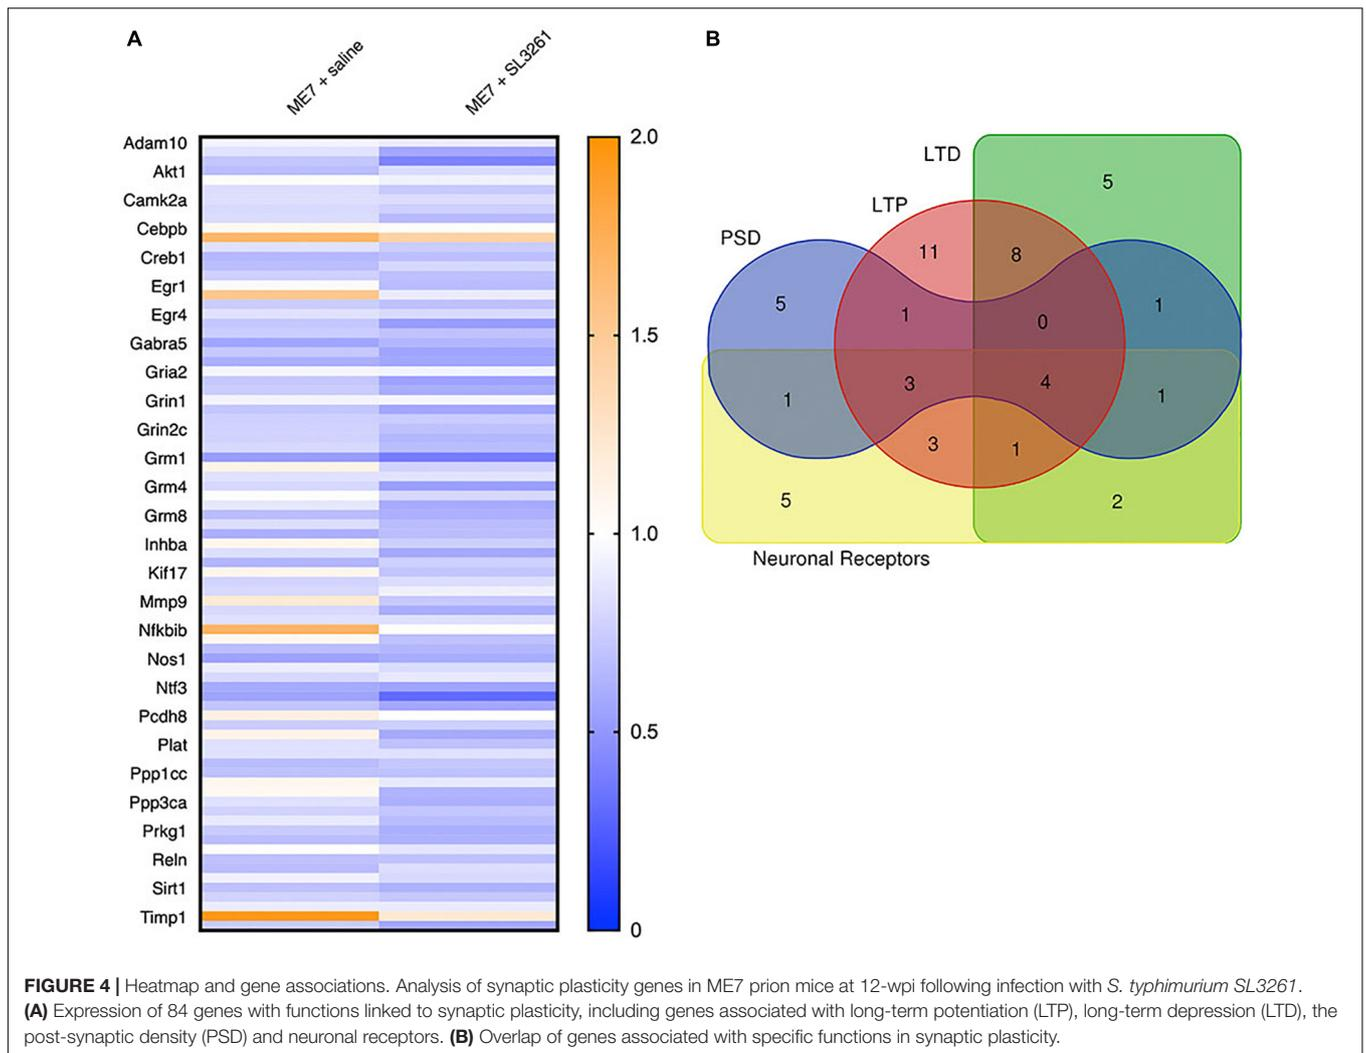 A
ME7 + saline
ME7 + SL3261
Adam10
Akt1
Camk2a
Cebpb
Creb1
Egr1
Egr4
Gabra5
Gria2
Grin1
Grin2c
Grm1
Grm4
Grm8
Inhba
Kif17
Mmp9
Nfkbib
Nos1
Ntf3
Pcdh8
Plat
Ppp1cc
Ppp3ca
Prkg1
Reln
Sirt1
Timp1
2.0
1.5
1.0
0.5
0
B
LTD
LTP
PSD
5
11
8
5
1
0
1
1
3
4
1
3
1
5
2
Neuronal Receptors
FIGURE 4 | Heatmap and gene associations. Analysis of synaptic plasticity genes in ME7 prion mice at 12-wpi following infection with S. typhimurium SL3261.
(A) Expression of 84 genes with functions linked to synaptic plasticity, including genes associated with long-term potentiation (LTP), long-term depression (LTD), the
post-synaptic density (PSD) and neuronal receptors. (B) Overlap of genes associated with specific functions in synaptic plasticity.